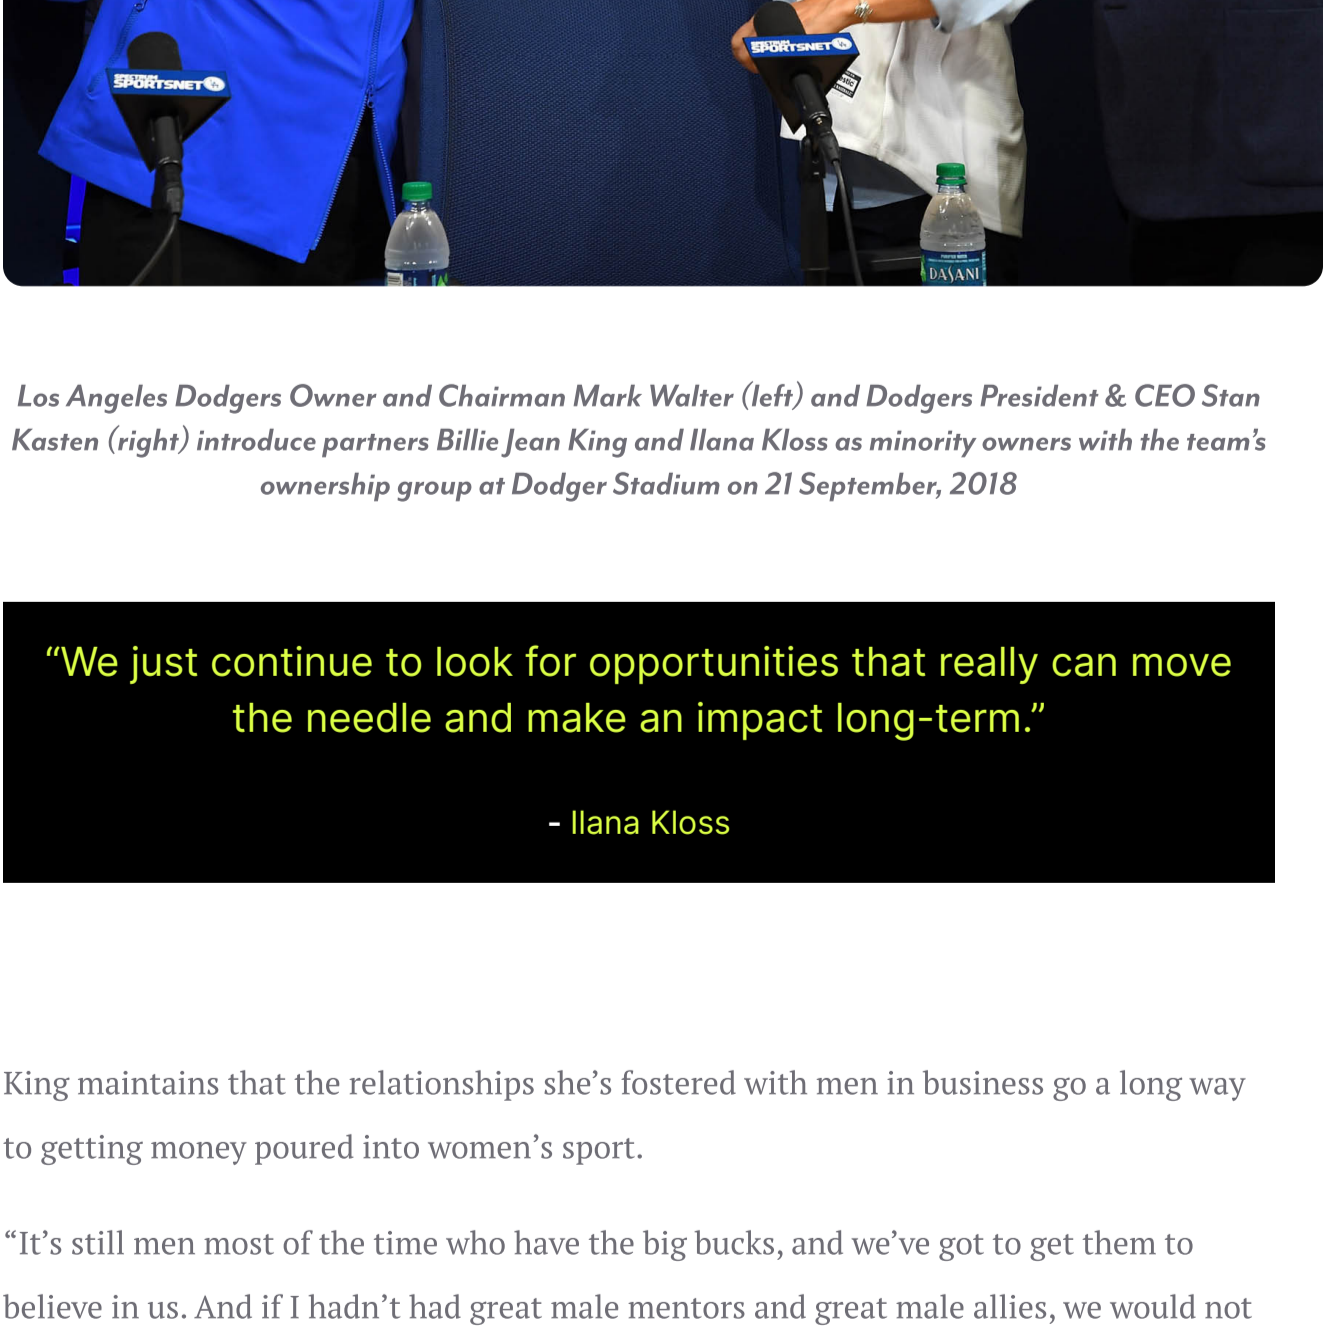 SPECTRUM
SPORTSNET
SPECTRUM
SPORTSNET
DASANI
Los Angeles Dodgers Owner and Chairman Mark Walter (left) and Dodgers President & CEO Stan
Kasten (right) introduce partners Billie Jean King and Ilana Kloss as minority owners with the team’s
ownership group at Dodger Stadium on 21 September, 2018
“We just continue to look for opportunities that really can move
the needle and make an impact long-term.”
- Ilana Kloss
King maintains that the relationships she’s fostered with men in business go a long way
to getting money poured into women’s sport.
“It’s still men most of the time who have the big bucks, and we’ve got to get them to
believe in us. And if I hadn’t had great male mentors and great male allies, we would not